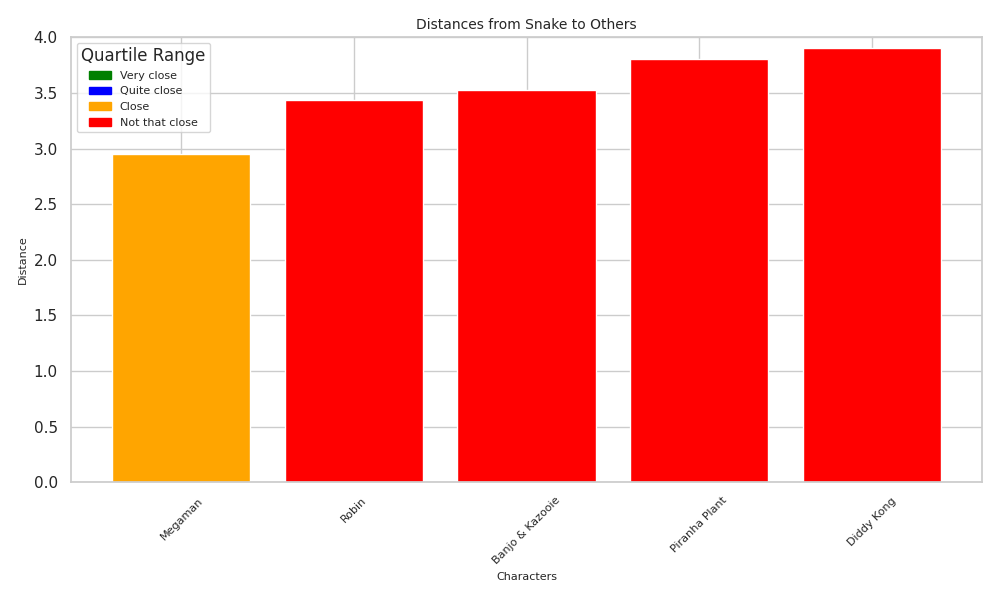 Distances from Snake to Others
Quartile Range
Very close
Quite close
Close
Not that close
Distance
4.0
3.5
3.0
2.5
2.0
1.5
1.0
0.5
0.0
Megaman
Robin
Banjo & Kazooie
Piranha Plant
Diddy Kong
Characters